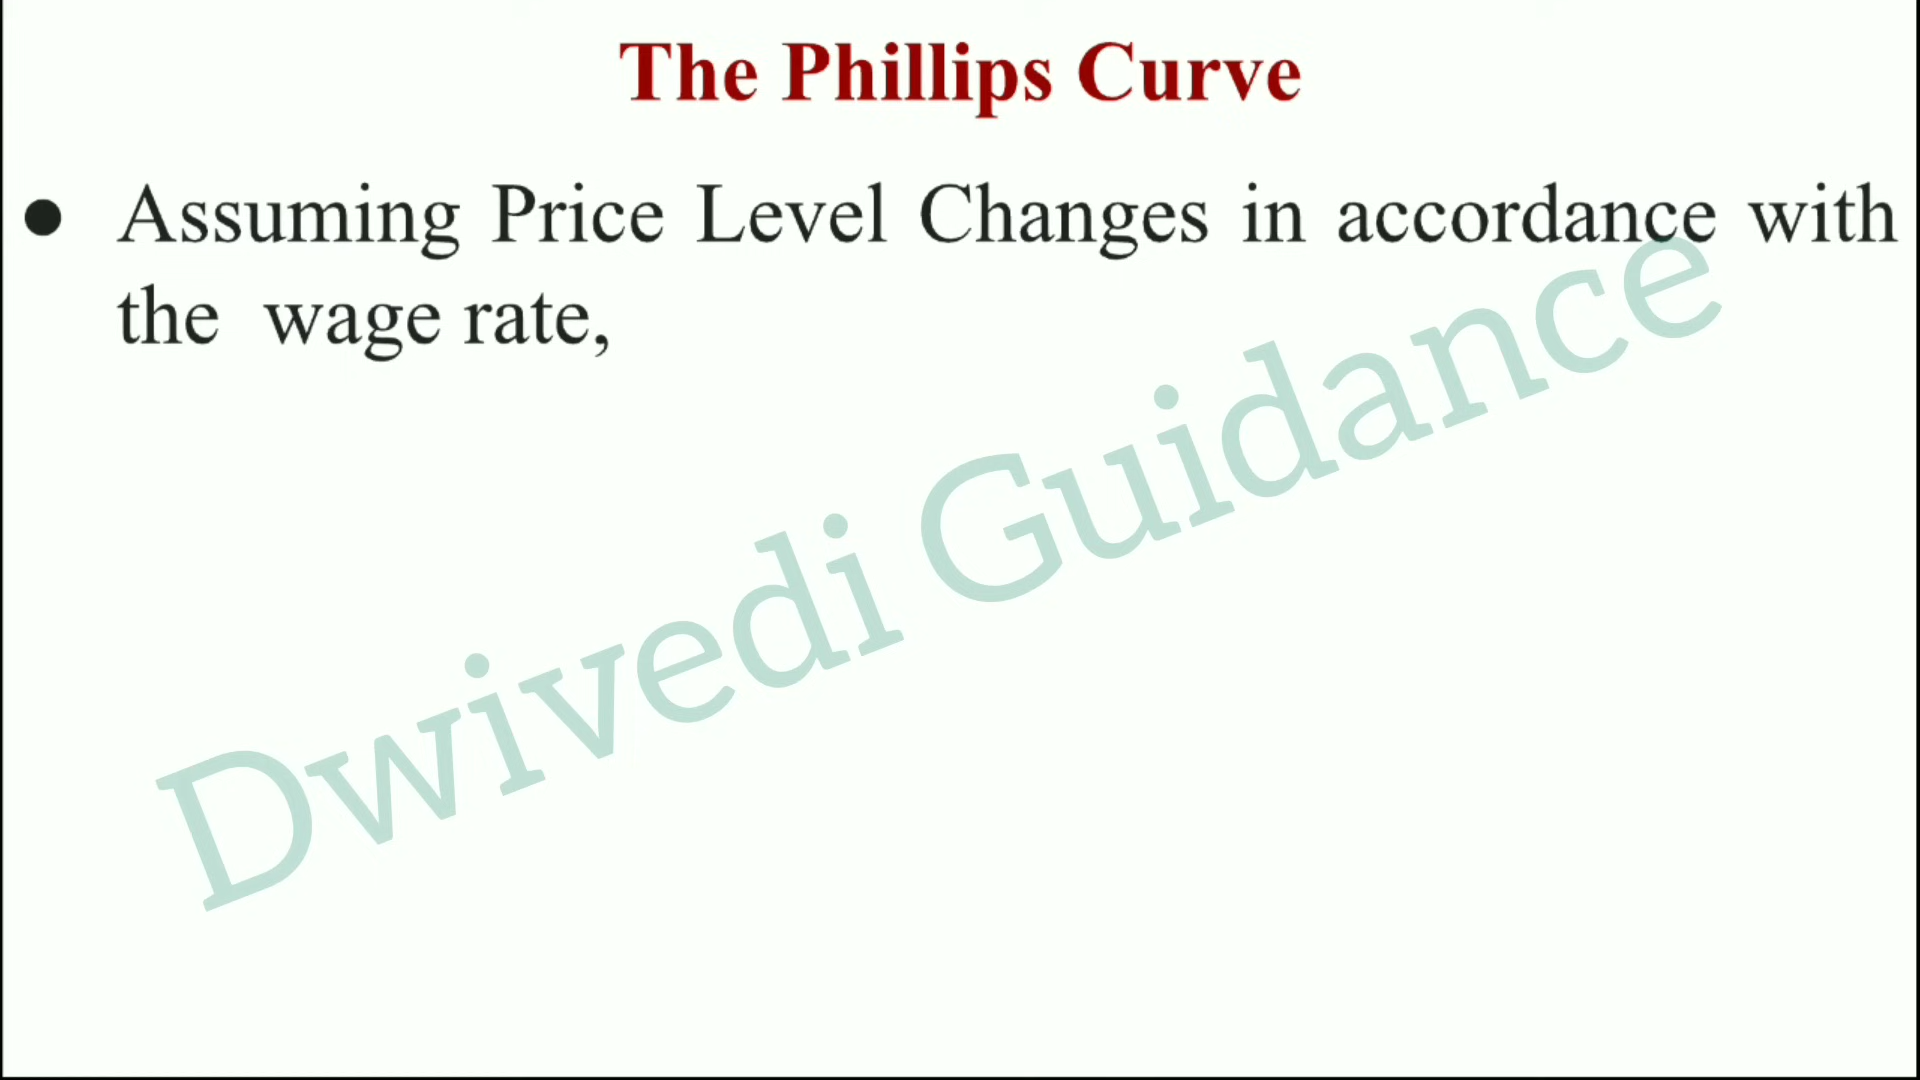 The Phillips Curve
● Assuming Price Level Changes in accordance with
the wage rate,
Dwivedi Guidance